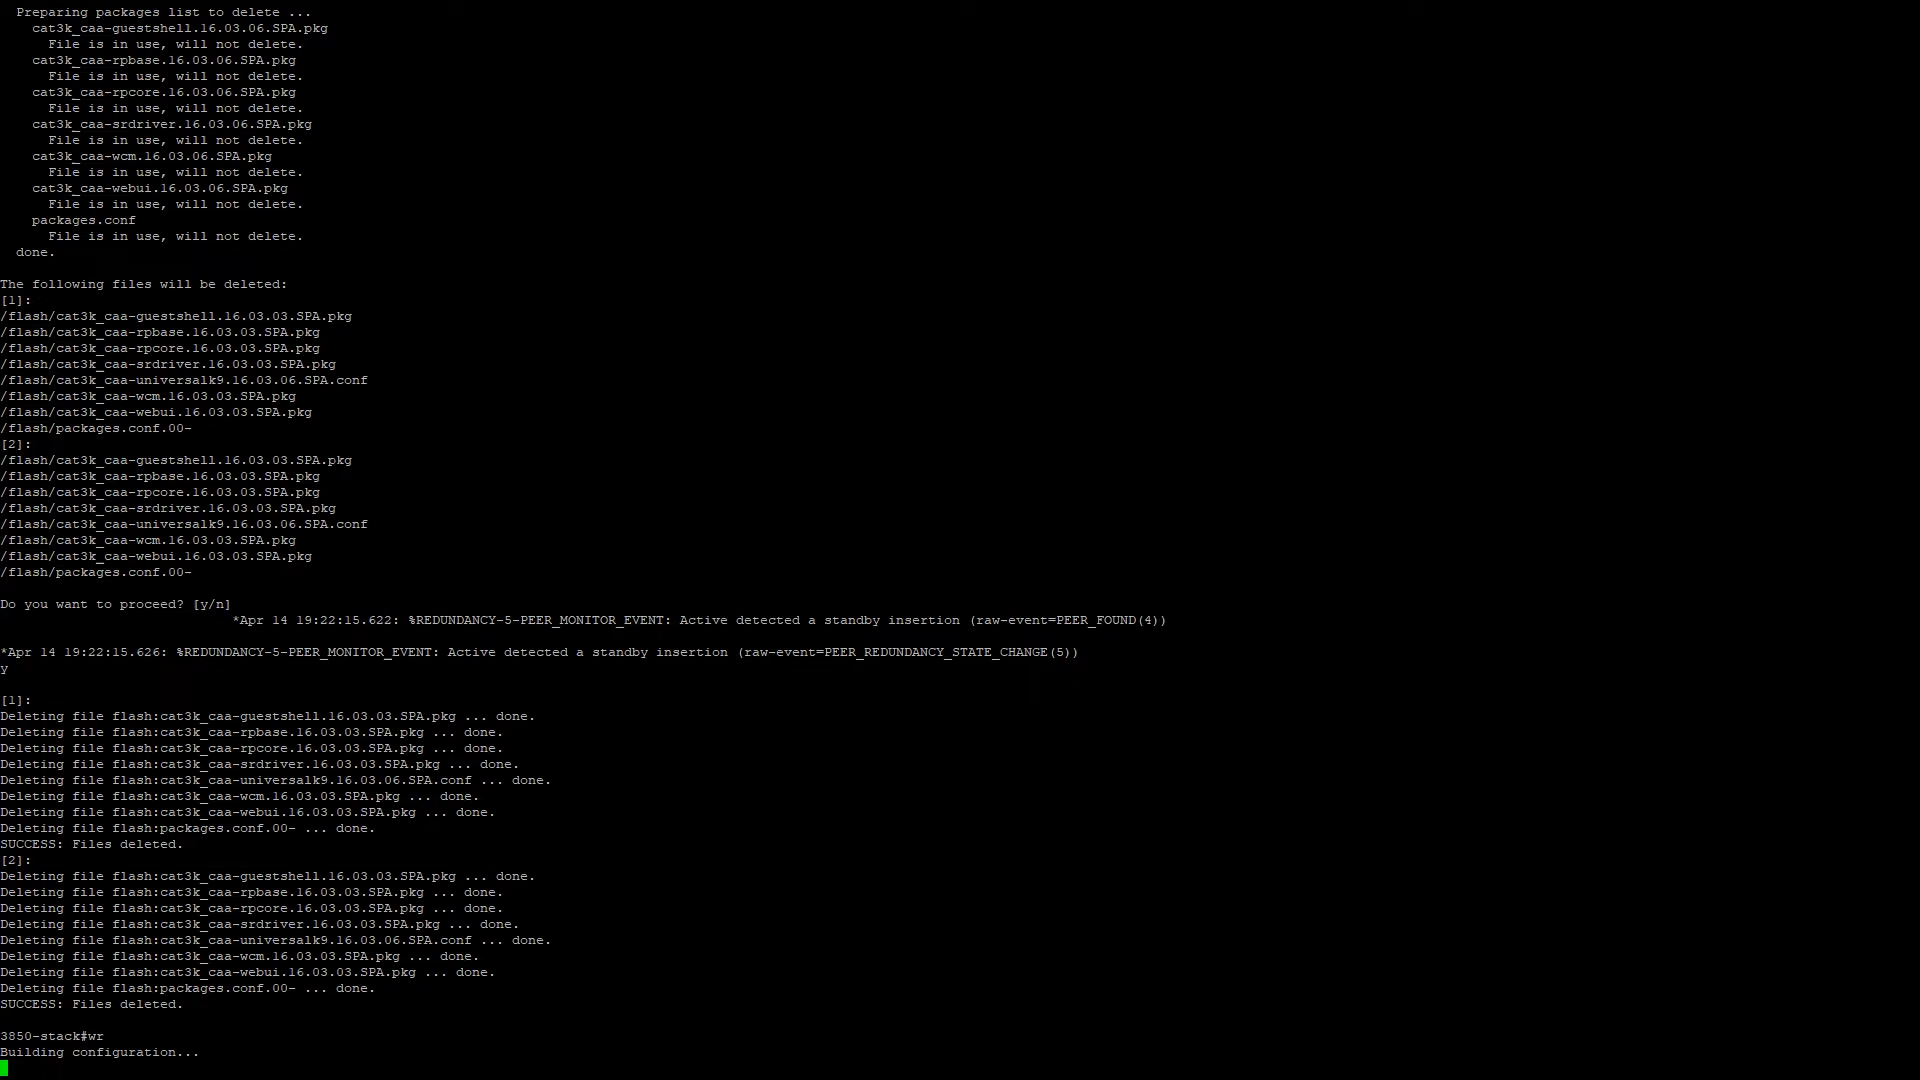 Preparing packages list to delete ...
cat3k_caa-guestshell.16.03.06.SPA.pkg
File is in use, will not delete.
cat3k_caa-rpbase.16.03.06.SPA.pkg
File is in use, will not delete.
cat3k_caa-rpcore.16.03.06.SPA.pkg
File is in use, will not delete.
cat3k_caa-srdriver.16.03.06.SPA.pkg
File is in use, will not delete.
cat3k_caa-wcm.16.03.06.SPA.pkg
File is in use, will not delete.
cat3k_caa-webui.16.03.06.SPA.pkg
File is in use, will not delete.
packages.conf
File is in use, will not delete.
done.
The following files will be deleted:
[1]:
/flash/cat3k_caa-guestshell.16.03.03.SPA.pkg
/flash/cat3k_caa-rpbase.16.03.03.SPA.pkg
/flash/cat3k_caa-rpcore.16.03.03.SPA.pkg
/flash/cat3k_caa-srdriver.16.03.03.SPA.pkg
/flash/cat3k_caa-universalk9.16.03.06.SPA.conf
/flash/cat3k_caa-wcm.16.03.03.SPA.pkg
/flash/cat3k_caa-webui.16.03.03.SPA.pkg
/flash/packages.conf.00-
[2]:
/flash/cat3k_caa-guestshell.16.03.03.SPA.pkg
/flash/cat3k_caa-rpbase.16.03.03.SPA.pkg
/flash/cat3k_caa-rpcore.16.03.03.SPA.pkg
/flash/cat3k_caa-srdriver.16.03.03.SPA.pkg
/flash/cat3k_caa-universalk9.16.03.06.SPA.conf
/flash/cat3k_caa-wcm.16.03.03.SPA.pkg
/flash/cat3k_caa-webui.16.03.03.SPA.pkg
/flash/packages.conf.00-
Do you want to proceed? [y/n]
*Apr 14 19:22:15.622: %REDUNDANCY-5-PEER_MONITOR_EVENT: Active detected a standby insertion (raw-event=PEER_FOUND(4))
*Apr 14 19:22:15.626: %REDUNDANCY-5-PEER_MONITOR_EVENT: Active detected a standby insertion (raw-event=PEER_REDUNDANCY_STATE_CHANGE(5))
y
[1]:
Deleting file flash:cat3k_caa-guestshell.16.03.03.SPA.pkg ... done.
Deleting file flash:cat3k_caa-rpbase.16.03.03.SPA.pkg ... done.
Deleting file flash:cat3k_caa-rpcore.16.03.03.SPA.pkg ... done.
Deleting file flash:cat3k_caa-srdriver.16.03.03.SPA.pkg ... done.
Deleting file flash:cat3k_caa-universalk9.16.03.06.SPA.conf ... done.
Deleting file flash:cat3k_caa-wcm.16.03.03.SPA.pkg ... done.
Deleting file flash:cat3k_caa-webui.16.03.03.SPA.pkg ... done.
Deleting file flash:packages.conf.00- ... done.
SUCCESS: Files deleted.
[2]:
Deleting file flash:cat3k_caa-guestshell.16.03.03.SPA.pkg ... done.
Deleting file flash:cat3k_caa-rpbase.16.03.03.SPA.pkg ... done.
Deleting file flash:cat3k_caa-rpcore.16.03.03.SPA.pkg ... done.
Deleting file flash:cat3k_caa-srdriver.16.03.03.SPA.pkg ... done.
Deleting file flash:cat3k_caa-universalk9.16.03.06.SPA.conf ... done.
Deleting file flash:cat3k_caa-wcm.16.03.03.SPA.pkg ... done.
Deleting file flash:cat3k_caa-webui.16.03.03.SPA.pkg ... done.
Deleting file flash:packages.conf.00- ... done.
SUCCESS: Files deleted.
3850-stack#wr
Building configuration...